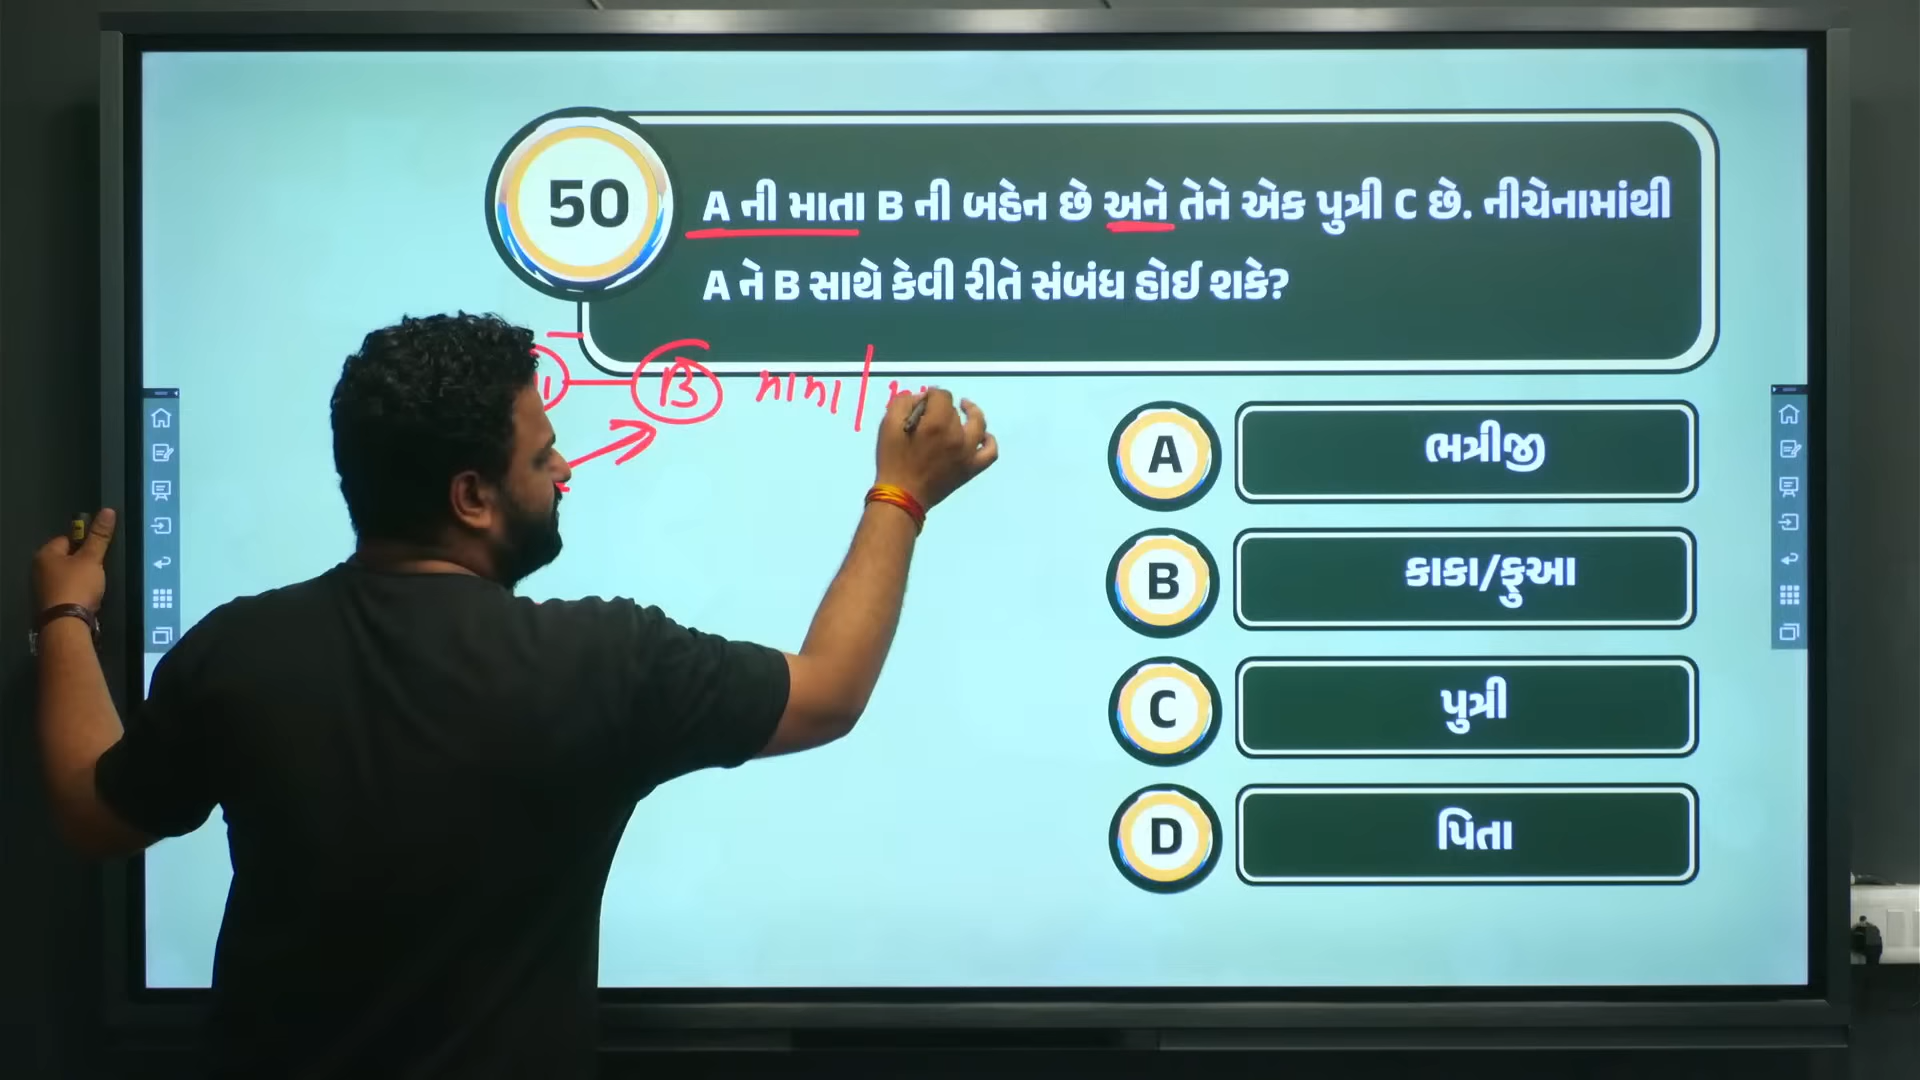 50
A ની માતા B ની બહેન છે અને તેને એક પુત્રી C છે. નીચેનામાંથી
A ને B સાથે કેવી રીતે સંબંધ હોઈ શકે?
B
A ભત્રીજી
B કાકા/ફુઆ
C પુત્રી
D પિતા